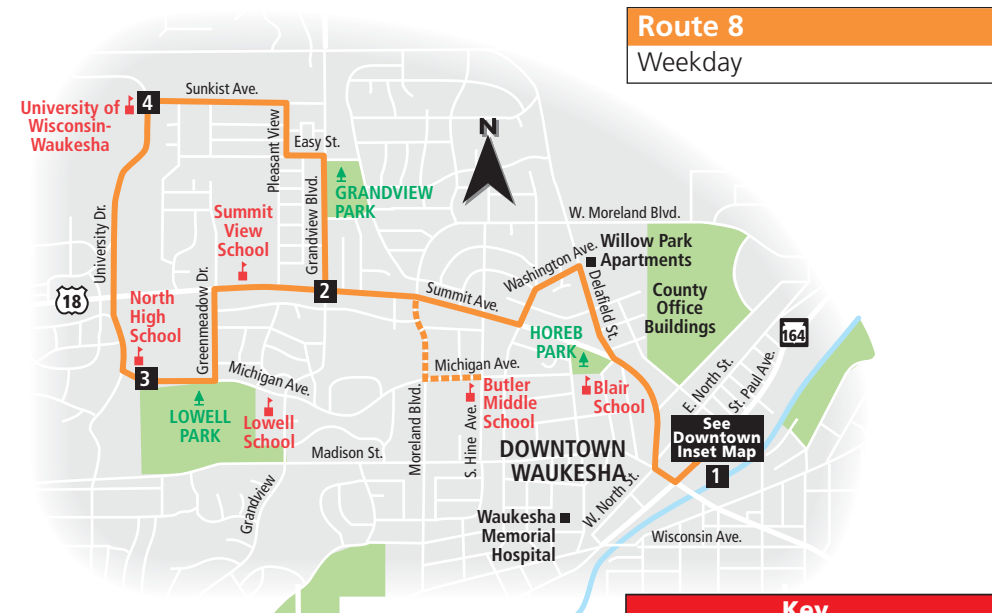 Route 8
Weekday
Sunkist Ave.
University of
Wisconsin-
Waukesha
4
Pleasant View
Easy St.
N
GRANDVIEW
PARK
Grandview Blvd.
W. Moreland Blvd.
Summit
View
School
University Dr.
Washington Ave.
Willow Park
Apartments
Delafield St.
County
Office
Buildings
18
North
High
School
Greenmeadow Dr.
2
Summit Ave.
164
HOREB
PARK
3
Michigan Ave.
Michigan Ave.
E. North St.
St. Paul Ave.
LOWELL
PARK
Lowell
School
Moreland Blvd.
S. Hine Ave.
Butler
Middle
School
Blair
School
See
Downtown
Inset Map
1
Madison St.
DOWNTOWN
WAUKESHA
Grandview
W. North St.
Waukesha
Memorial
Hospital
Wisconsin Ave.
Key